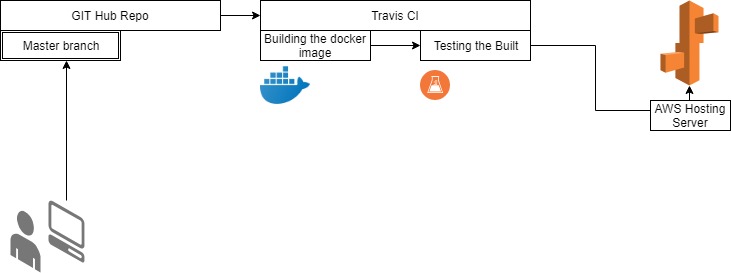 GIT Hub Repo
Travis CI
Master branch
Building the docker
image
Testing the Built
AWS Hosting
Server